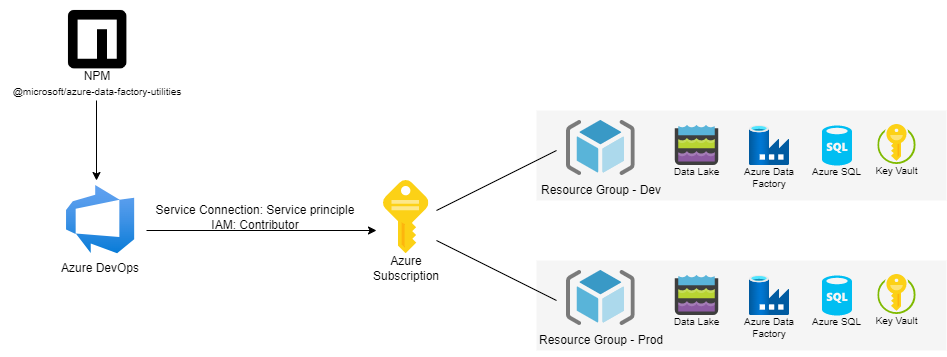 NPM
@microsoft/azure-data-factory-utilities
Azure DevOps
Service Connection: Service principle
IAM: Contributor
Azure
Subscription
Resource Group - Dev
Data Lake
Azure Data
Factory
SQL
Azure SQL
Key Vault
Resource Group - Prod
Data Lake
Azure Data
Factory
SQL
Azure SQL
Key Vault